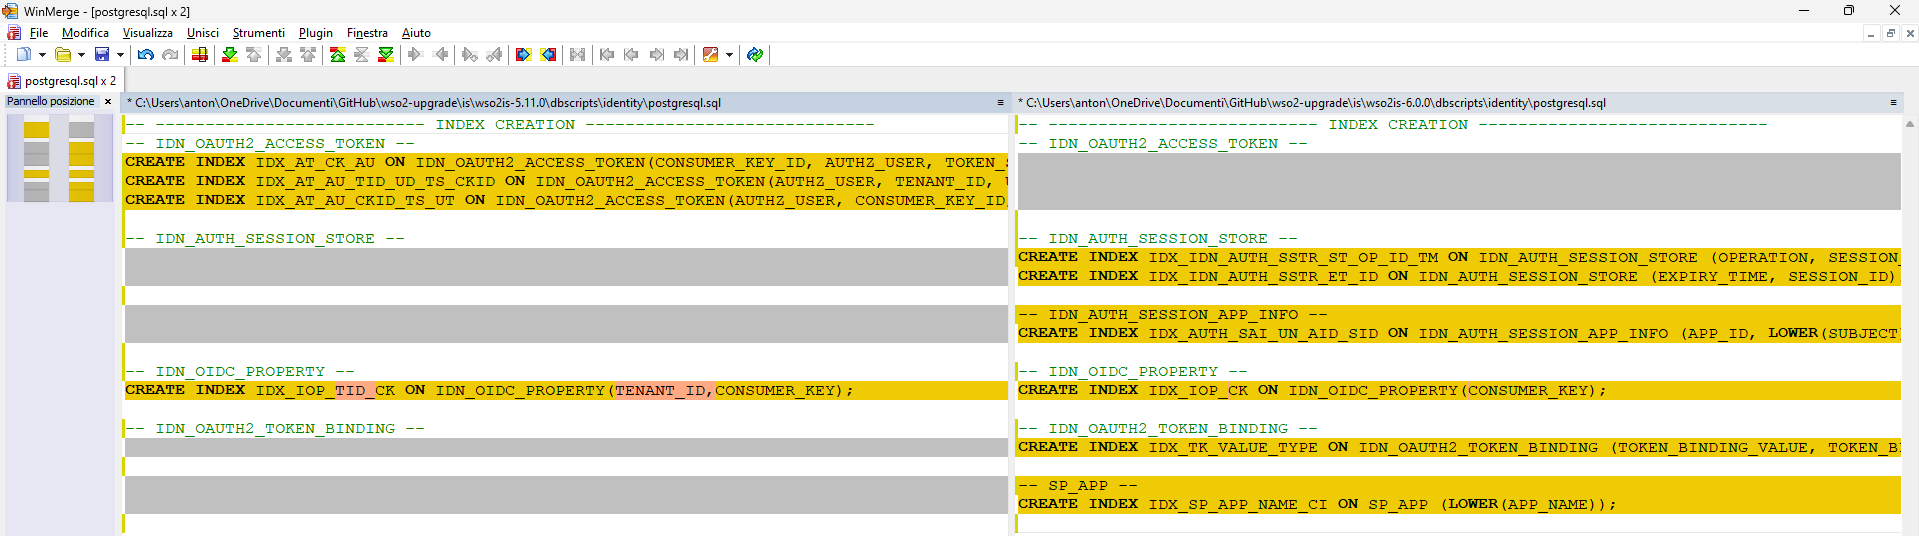 WinMerge - [postgresql.sql x 2]
File Modifica Visualizza Unisci Strumenti Plugin Finestra Aiuto
postgresql.sql x 2
Pannello posizione ×
* C:\Users\anton\OneDrive\Documenti\GitHub\wso2-upgrade\is\wso2is-5.11.0\dbscripts\identity\postgresql.sql
-- --------------------------- INDEX CREATION -----------------------------
-- IDN_OAUTH2_ACCESS_TOKEN --
CREATE INDEX IDX_AT_CK_AU ON IDN_OAUTH2_ACCESS_TOKEN(CONSUMER_KEY_ID, AUTHZ_USER, TOKEN_S
CREATE INDEX IDX_AT_AU_TID_UD_TS_CKID ON IDN_OAUTH2_ACCESS_TOKEN(AUTHZ_USER, TENANT_ID, U
CREATE INDEX IDX_AT_AU_CKID_TS_UT ON IDN_OAUTH2_ACCESS_TOKEN(AUTHZ_USER, CONSUMER_KEY_ID,
-- IDN_AUTH_SESSION_STORE --
-- IDN_OIDC_PROPERTY --
CREATE INDEX IDX_IOP_TID_CK ON IDN_OIDC_PROPERTY(TENANT_ID,CONSUMER_KEY);
-- IDN_OAUTH2_TOKEN_BINDING --
* C:\Users\anton\OneDrive\Documenti\GitHub\wso2-upgrade\is\wso2is-6.0.0\dbscripts\identity\postgresql.sql
-- --------------------------- INDEX CREATION -----------------------------
-- IDN_OAUTH2_ACCESS_TOKEN --
-- IDN_AUTH_SESSION_STORE --
CREATE INDEX IDX_IDN_AUTH_SSTR_ST_OP_ID_TM ON IDN_AUTH_SESSION_STORE (OPERATION, SESSION_
CREATE INDEX IDX_IDN_AUTH_SSTR_ET_ID ON IDN_AUTH_SESSION_STORE (EXPIRY_TIME, SESSION_ID)
-- IDN_AUTH_SESSION_APP_INFO --
CREATE INDEX IDX_AUTH_SAI_UN_AID_SID ON IDN_AUTH_SESSION_APP_INFO (APP_ID, LOWER(SUBJECT
-- IDN_OIDC_PROPERTY --
CREATE INDEX IDX_IOP_CK ON IDN_OIDC_PROPERTY(CONSUMER_KEY);
-- IDN_OAUTH2_TOKEN_BINDING --
CREATE INDEX IDX_TK_VALUE_TYPE ON IDN_OAUTH2_TOKEN_BINDING (TOKEN_BINDING_VALUE, TOKEN_B
-- SP_APP --
CREATE INDEX IDX_SP_APP_NAME_CI ON SP_APP (LOWER(APP_NAME));